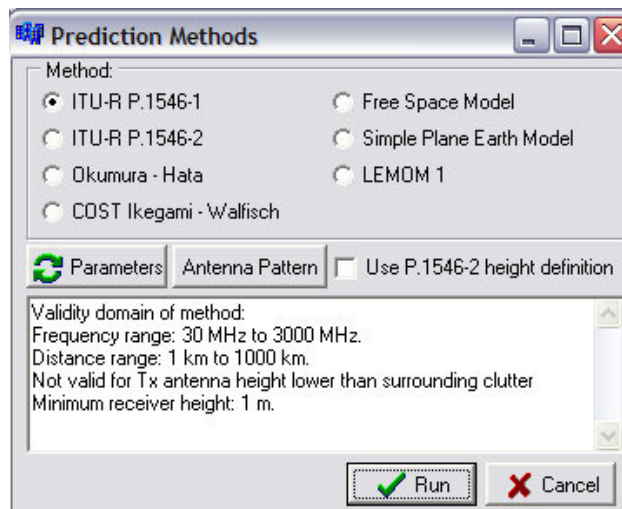 Prediction Methods
Method:
ITU-R P.1546-1
Free Space Model
ITU-R P.1546-2
Simple Plane Earth Model
Okumura - Hata
LEMOM 1
COST Ikegami - Walfisch
Parameters
Antenna Pattern
Use P.1546-2 height definition
Validity domain of method:
Frequency range: 30 MHz to 3000 MHz.
Distance range: 1 km to 1000 km.
Not valid for Tx antenna height lower than surrounding clutter
Minimum receiver height: 1 m.
Run
Cancel